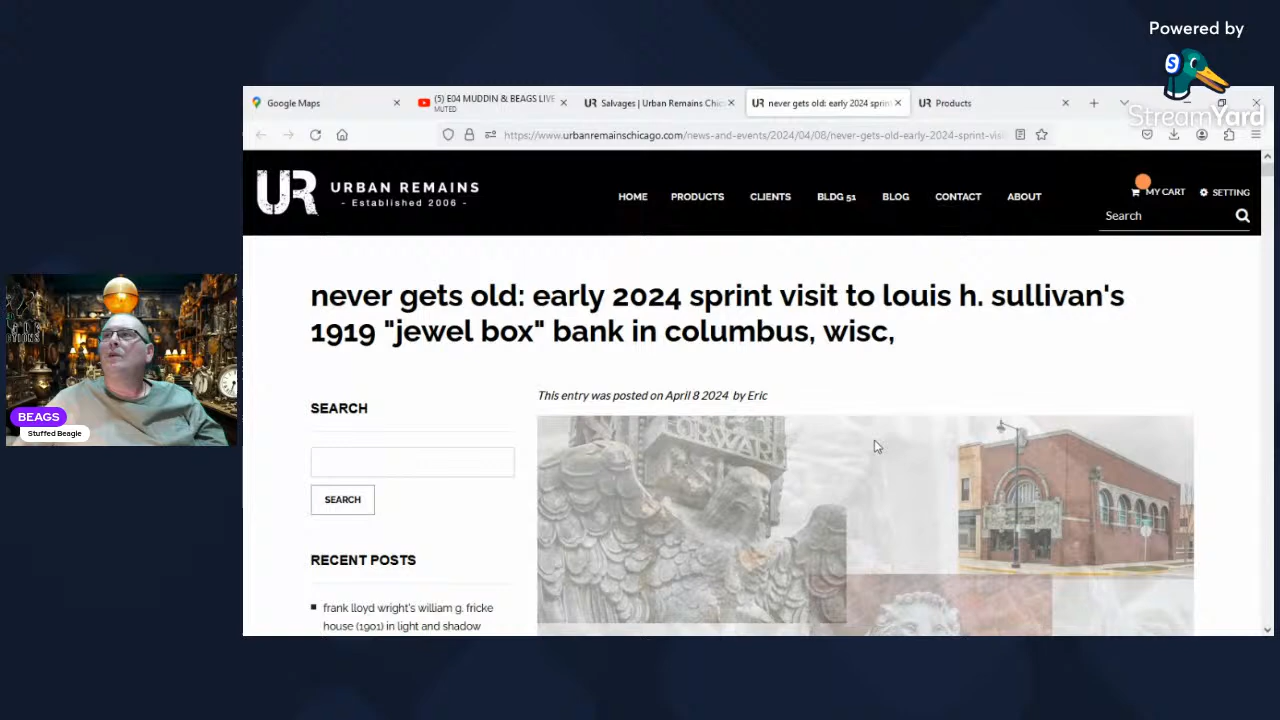 Powered by
S
StreamYard
Google Maps
(5) E04 MUDDIN & BEAGS LIVE
MUTED
Salvages | Urban Remains Chic
never gets old: early 2024 sprint
Products
https://www.urbanremainschicago.com/news-and-events/2024/04/08/never-gets-old-early-2024-sprint-vis
UR
URBAN REMAINS
- Established 2006 -
HOME
PRODUCTS
CLIENTS
BLDG 51
BLOG
CONTACT
ABOUT
MY CART
SETTING
Search
never gets old: early 2024 sprint visit to louis h. sullivan's
1919 "jewel box" bank in columbus, wisc,
This entry was posted on April 8 2024 by Eric
SEARCH
SEARCH
RECENT POSTS
frank lloyd wright's william g. fricke
house (1901) in light and shadow
FORWARD
BEAGS
Stuffed Beagle